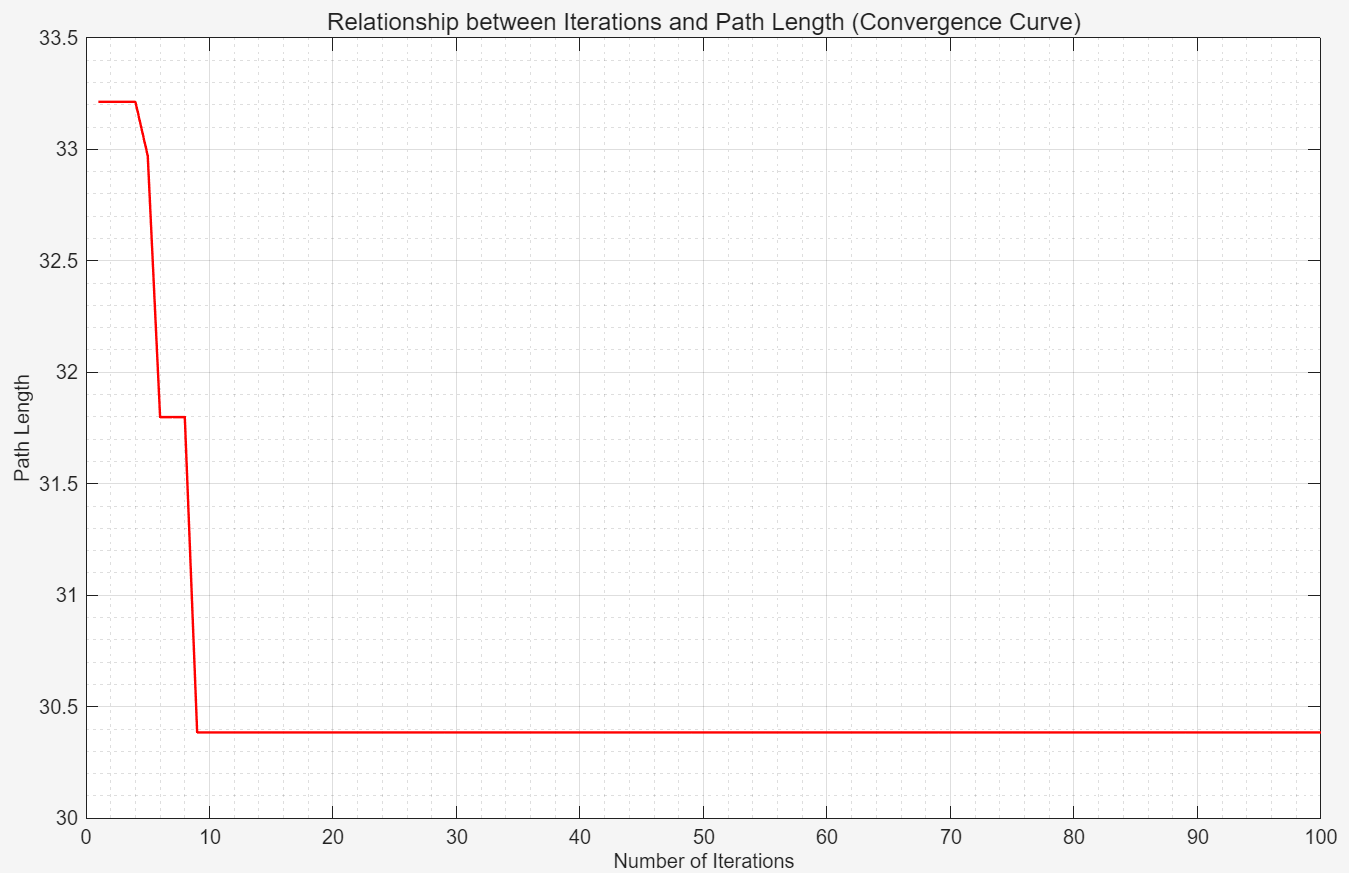 Relationship between Iterations and Path Length (Convergence Curve)
33.5
33
32.5
32
31.5
31
30.5
30
Path Length
0 10 20 30 40 50 60 70 80 90 100
Number of Iterations